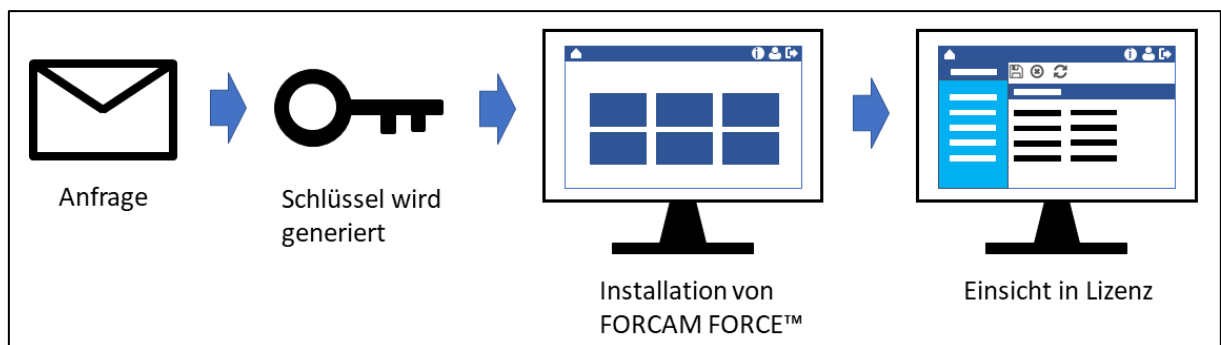 Anfrage
Schlüssel wird
generiert
Installation von
FORCAM FORCE™
Einsicht in Lizenz